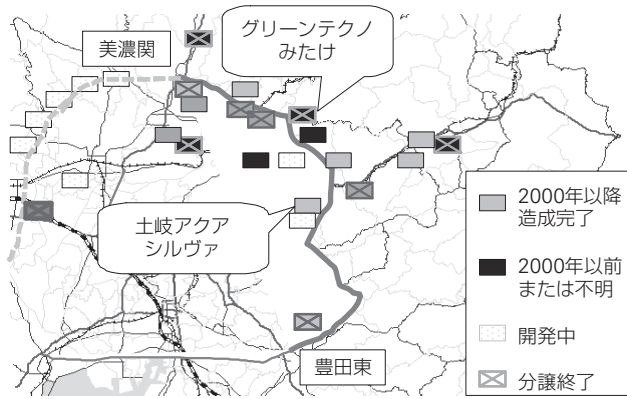 グリーンテクノ
みたけ
美濃関
土岐アクア
シルヴァ
豊田東
2000年以降
造成完了
2000年以前
または不明
開発中
分譲終了